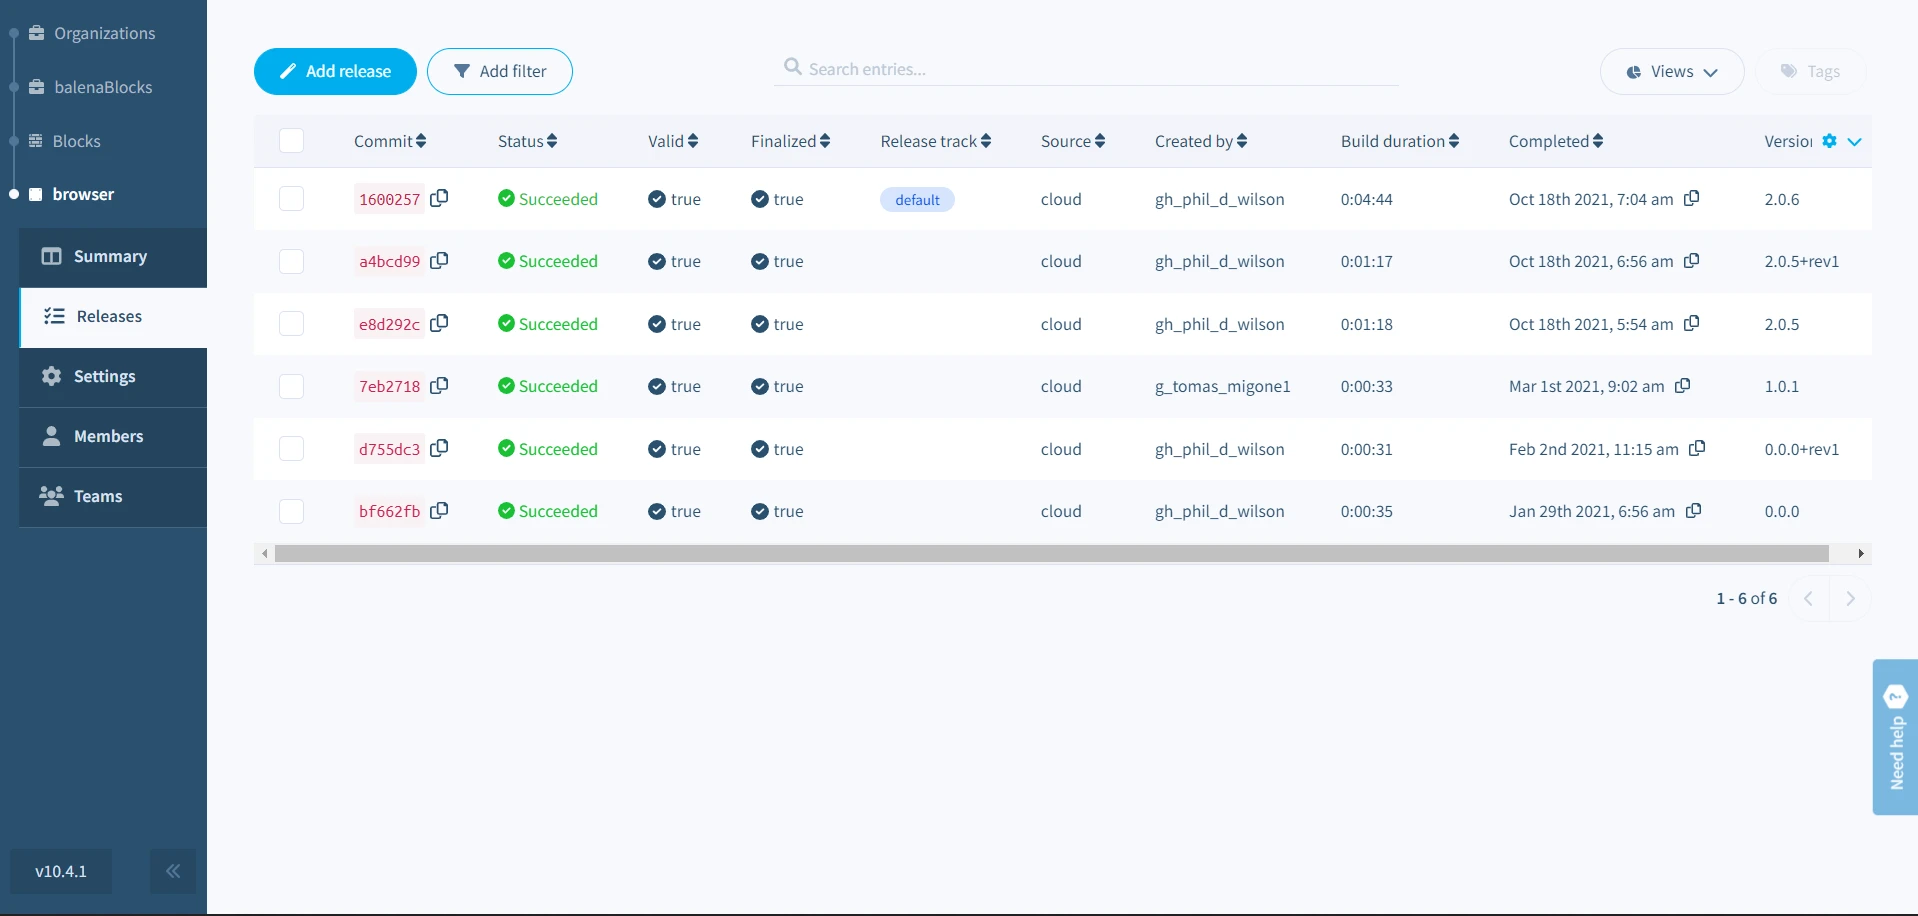 Organizations
balenaBlocks
Blocks
browser
Summary
Releases
Settings
Members
Teams
v10.4.1
Add release
Add filter
Search entries...
Views
Tags
Commit Status Valid Finalized Release track Source Created by Build duration Completed Version
1600257 Succeeded true true default cloud gh_phil_d_wilson 0:04:44 Oct 18th 2021, 7:04 am 2.0.6
a4bcd99 Succeeded true true cloud gh_phil_d_wilson 0:01:17 Oct 18th 2021, 6:56 am 2.0.5+rev1
e8d292c Succeeded true true cloud gh_phil_d_wilson 0:01:18 Oct 18th 2021, 5:54 am 2.0.5
7eb2718 Succeeded true true cloud g_tomas_migone1 0:00:33 Mar 1st 2021, 9:02 am 1.0.1
d755dc3 Succeeded true true cloud gh_phil_d_wilson 0:00:31 Feb 2nd 2021, 11:15 am 0.0.0+rev1
bf662fb Succeeded true true cloud gh_phil_d_wilson 0:00:35 Jan 29th 2021, 6:56 am 0.0.0
1 - 6 of 6
Need help ?